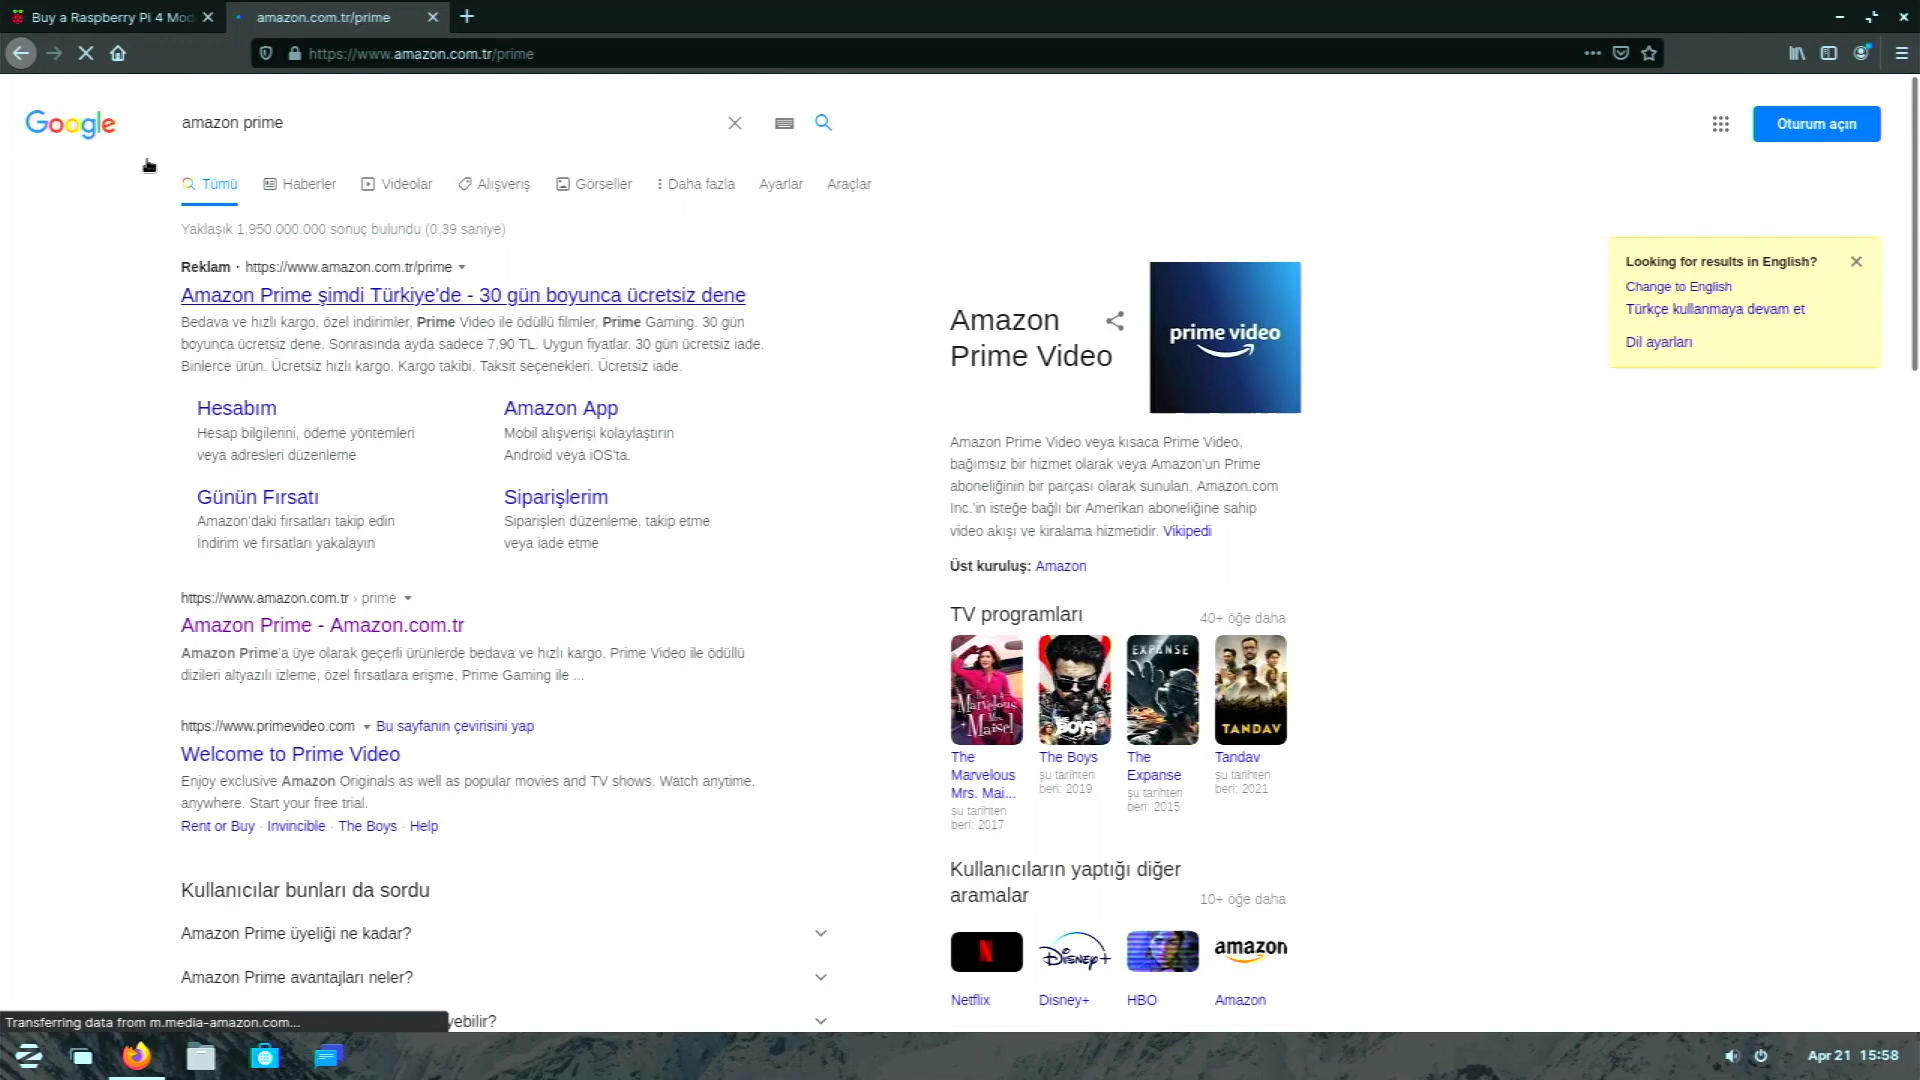 Buy a Raspberry Pi 4 Mod
amazon.com.tr/prime
https://www.amazon.com.tr/prime
Google
amazon prime
Oturum açın
Tümü
Haberler
Videolar
Alışveriş
Görseller
Daha fazla
Ayarlar
Araçlar
Yaklaşık 1.950.000.000 sonuç bulundu (0,39 saniye)
Reklam · https://www.amazon.com.tr/prime
Amazon Prime şimdi Türkiye'de - 30 gün boyunca ücretsiz dene
Bedava ve hızlı kargo, özel indirimler, Prime Video ile ödüllü filmler, Prime Gaming. 30 gün
boyunca ücretsiz dene. Sonrasında ayda sadece 7,90 TL. Uygun fiyatlar. 30 gün ücretsiz iade.
Binlerce ürün. Ücretsiz hızlı kargo. Kargo takibi. Taksit seçenekleri. Ücretsiz iade.
Hesabım
Hesap bilgilerini, ödeme yöntemleri
veya adresleri düzenleme
Amazon App
Mobil alışverişi kolaylaştırın
Android veya iOS'ta.
Günün Fırsatı
Amazon'daki fırsatları takip edin
İndirim ve fırsatları yakalayın
Siparişlerim
Siparişleri düzenleme, takip etme
veya iade etme
https://www.amazon.com.tr › prime
Amazon Prime - Amazon.com.tr
Amazon Prime'a üye olarak geçerli ürünlerde bedava ve hızlı kargo, Prime Video ile ödüllü
dizileri altyazılı izleme, özel fırsatlara erişme, Prime Gaming ile ...
https://www.primevideo.com Bu sayfanın çevirisini yap
Welcome to Prime Video
Enjoy exclusive Amazon Originals as well as popular movies and TV shows. Watch anytime,
anywhere. Start your free trial.
Rent or Buy · Invincible · The Boys · Help
Kullanıcılar bunları da sordu
Amazon Prime üyeliği ne kadar?
Amazon Prime avantajları neler?
yebilir?
Amazon
Prime Video
prime video
Amazon Prime Video veya kısaca Prime Video,
bağımsız bir hizmet olarak veya Amazon'un Prime
aboneliğinin bir parçası olarak sunulan, Amazon.com
Inc.'in isteğe bağlı bir Amerikan aboneliğine sahip
video akışı ve kiralama hizmetidir. Vikipedi
Üst kuruluş: Amazon
TV programları
40+ öğe daha
The Marvelous Mrs. Maisel
THE BOYS
EXPANSE
TANDAV
The
Marvelous
Mrs. Mai...
şu tarihten
beri: 2017
The Boys
şu tarihten
beri: 2019
The
Expanse
şu tarihten
beri: 2015
Tandav
şu tarihten
beri: 2021
Kullanıcıların yaptığı diğer
aramalar
10+ öğe daha
N
Disney+
amazon
Netflix
Disney+
HBO
Amazon
Looking for results in English?
Change to English
Türkçe kullanmaya devam et
Dil ayarları
Transferring data from m.media-amazon.com...
Apr 21 15:58